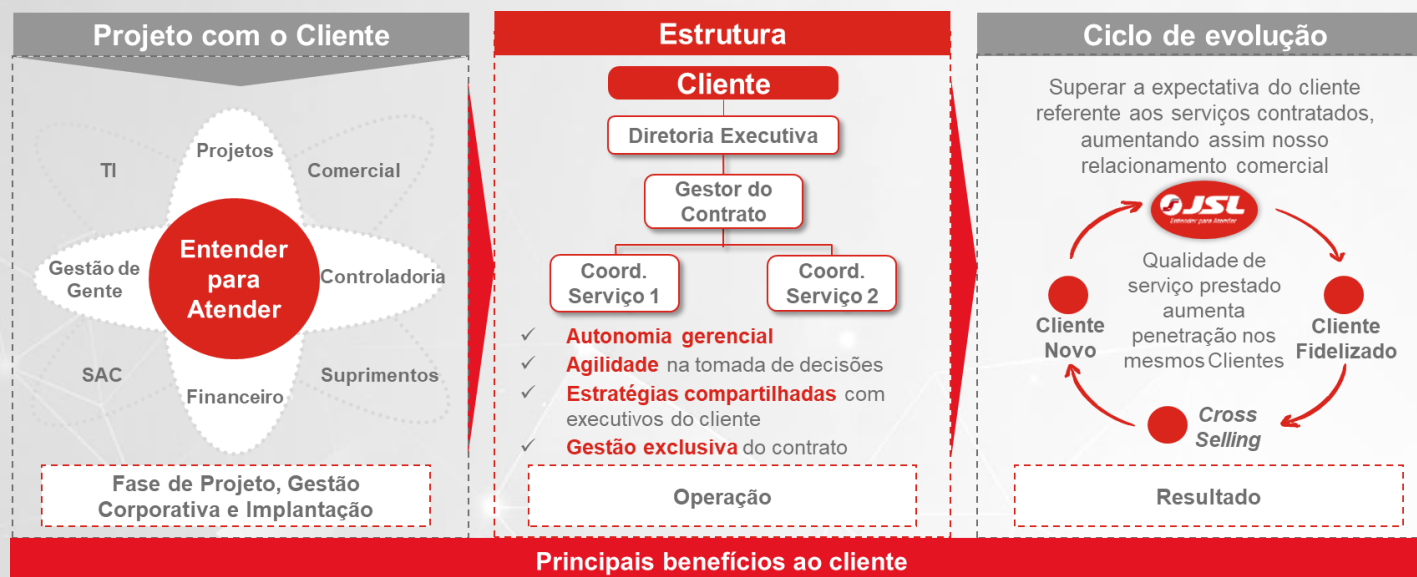 Projeto com o Cliente
Projetos
TI
Comercial
Gestão de
Gente
Entender
para
Atender
Controladoria
SAC
Suprimentos
Financeiro
Fase de Projeto, Gestão
Corporativa e Implantação
Estrutura
Cliente
Diretoria Executiva
Gestor do
Contrato
Coord.
Serviço 1
Coord.
Serviço 2
✓ Autonomia gerencial
✓ Agilidade na tomada de decisões
✓ Estratégias compartilhadas com
executivos do cliente
✓ Gestão exclusiva do contrato
Operação
Ciclo de evolução
Superar a expectativa do cliente
referente aos serviços contratados,
aumentando assim nosso
relacionamento comercial
JSL
Entender para Atender
Qualidade de
serviço prestado
aumenta
penetração nos
mesmos Clientes
Cliente
Novo
Cliente
Fidelizado
Cross
Selling
Resultado
Principais benefícios ao cliente